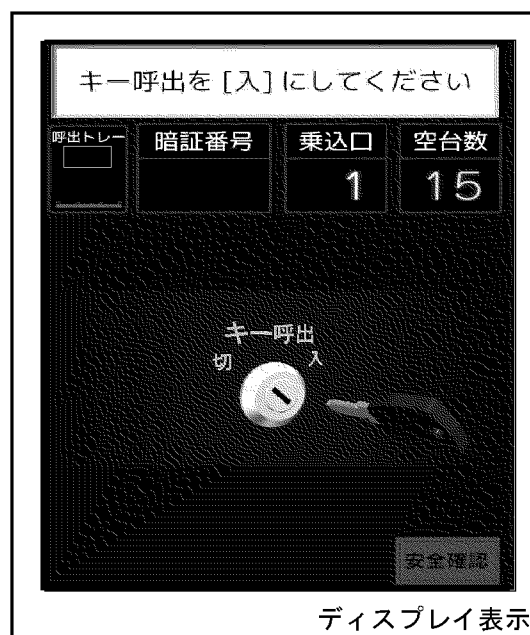 キー呼出を [入] にしてください
呼出トレー
暗証番号
乗込口
空台数
1
15
キー呼出
切
入
安全確認
ディスプレイ表示